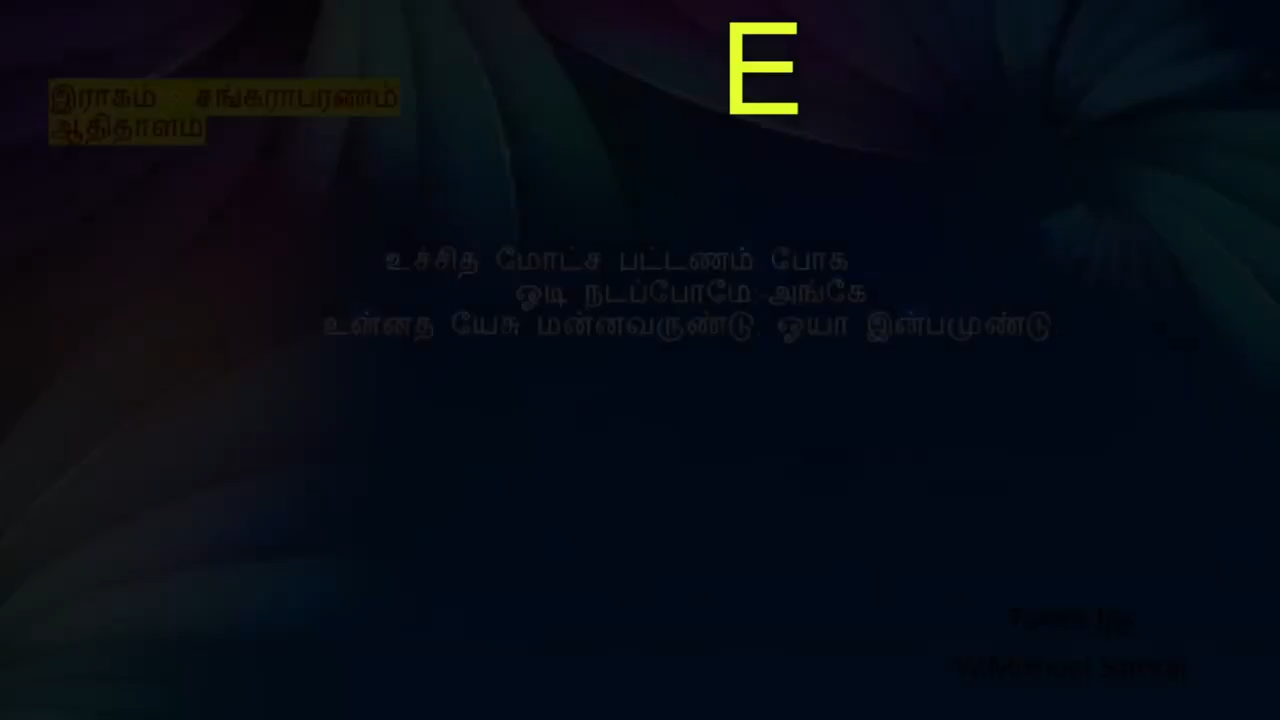 E
இராகம் சங்கராபரணம்
ஆதிதாளம்
உச்சித மோட்ச பட்டணம் போக
ஓடி நடப்போமே அங்கே
உன்னத யேசு மன்னவருண்டு, ஓயா இன்பமுண்டு